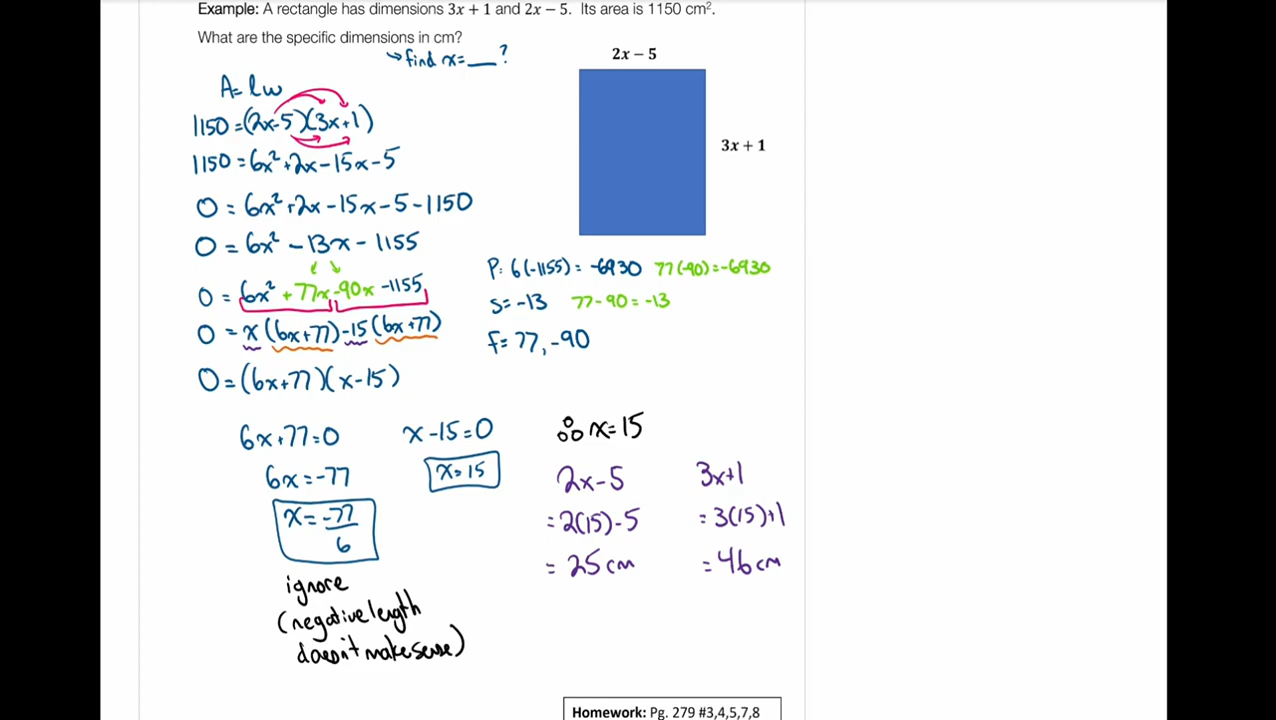 Example: A rectangle has dimensions 3x + 1 and 2x − 5. Its area is 1150 cm².
What are the specific dimensions in cm?
→ find x = __ ?
2x − 5
3x + 1
A = lw
1150 = (2x-5)(3x+1)
1150 = 6x² + 2x - 15x - 5
0 = 6x² + 2x - 15x - 5 - 1150
0 = 6x² - 13x - 1155
0 = 6x² + 77x - 90x - 1155
0 = x(6x+77) - 15(6x+77)
0 = (6x+77)(x-15)
P: 6(-1155) = -6930 77(-90) = -6930
S = -13 77-90 = -13
f = 77, -90
6x+77=0
6x = -77
x = -77/6
ignore
(negative length
doesn't make sense)
x - 15 = 0
x = 15
∴ x = 15
2x-5
= 2(15)-5
= 25 cm
3x+1
= 3(15)+1
= 46 cm
Homework: Pg. 279 #3,4,5,7,8